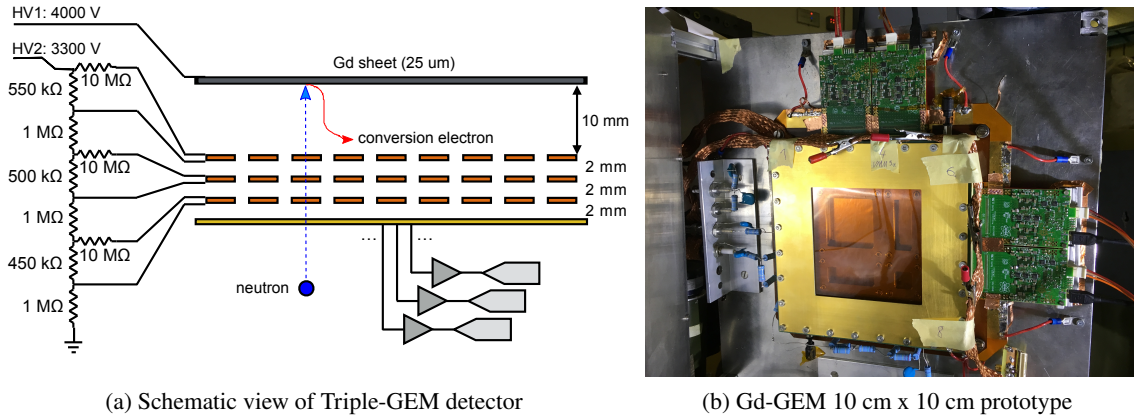 HV1: 4000 V
HV2: 3300 V
10 MΩ
550 kΩ
1 MΩ
10 MΩ
500 kΩ
1 MΩ
10 MΩ
450 kΩ
1 MΩ
Gd sheet (25 um)
10 mm
conversion electron
2 mm
2 mm
2 mm
... ...
neutron
(a) Schematic view of Triple-GEM detector
(b) Gd-GEM 10 cm x 10 cm prototype